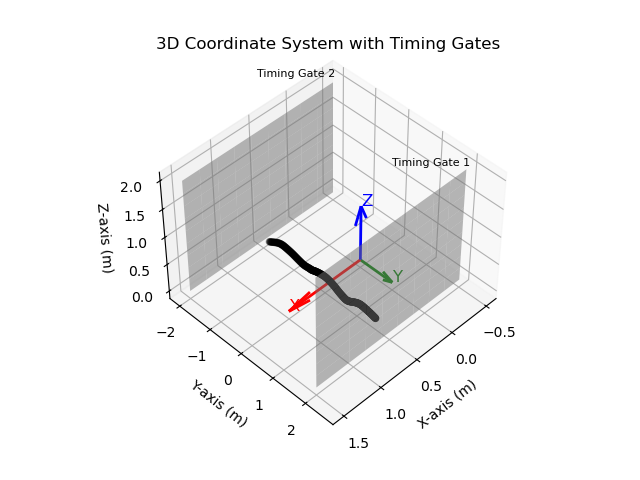 3D Coordinate System with Timing Gates
Timing Gate 2
Timing Gate 1
Z
Y
X
Z-axis (m)
2.0
1.5
1.0
0.5
0.0
Y-axis (m)
−2
−1
0
1
2
X-axis (m)
−0.5
0.0
0.5
1.0
1.5